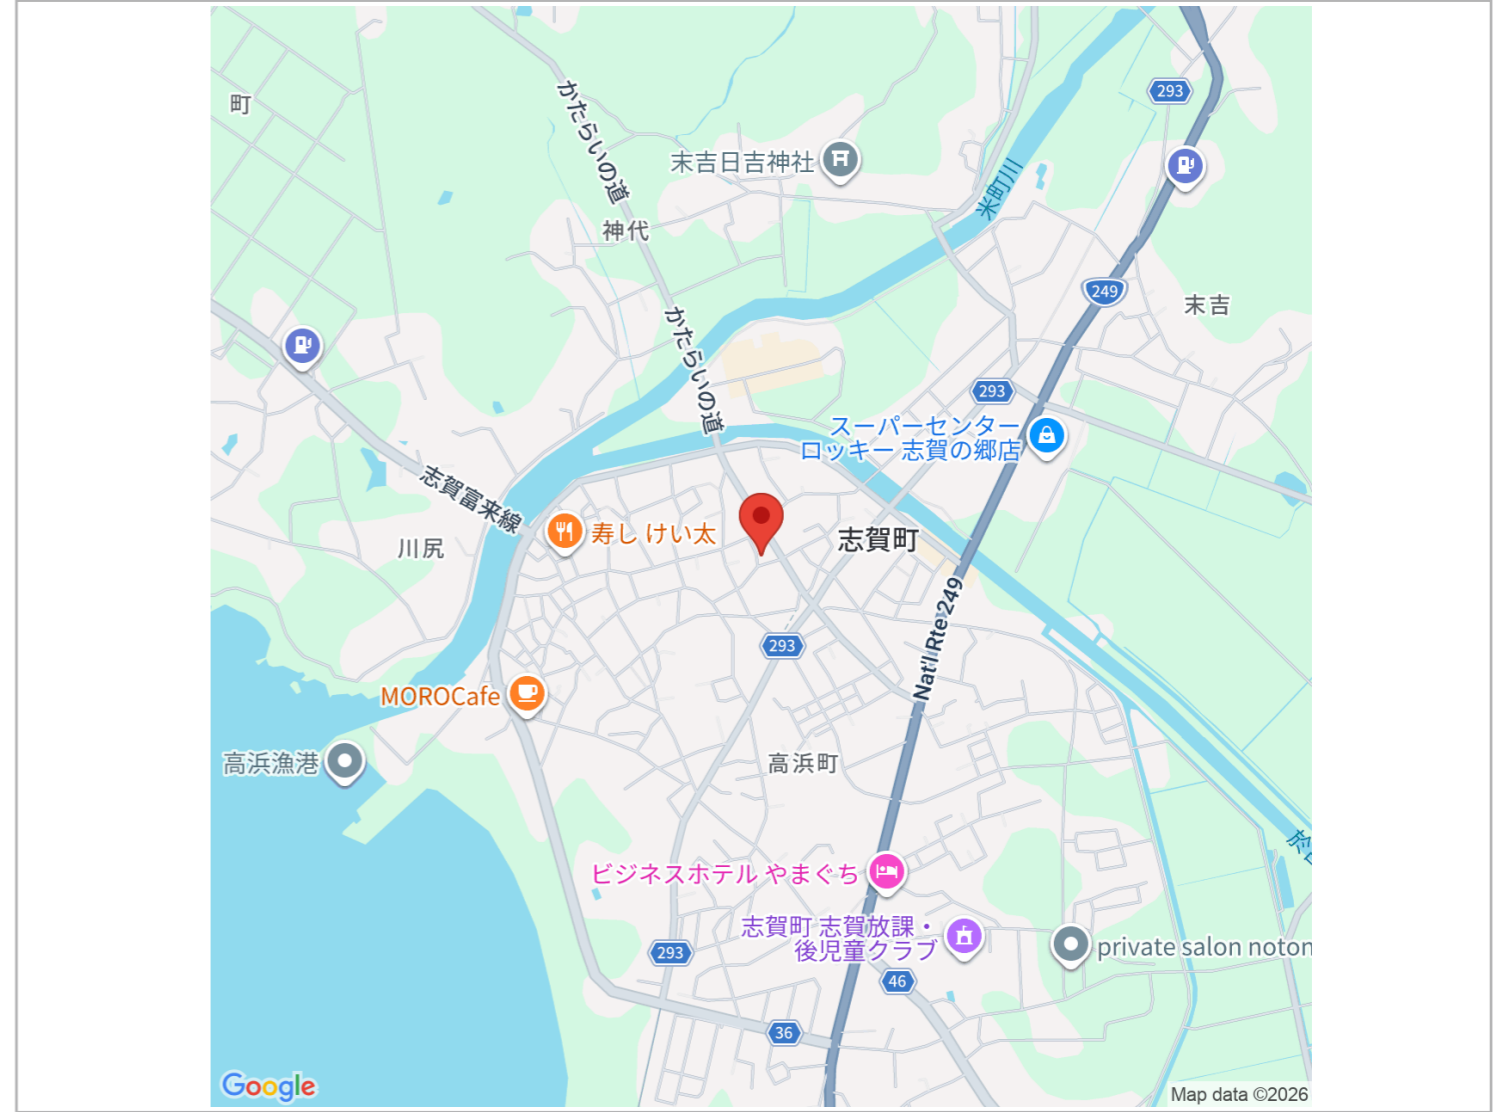 町
かたらいの道
293
末吉日吉神社
米町川
神代
249
末吉
かたらいの道
293
スーパーセンター
ロッキー 志賀の郷店
志賀富来線
寿し けい太
志賀町
川尻
Nat'l Rte 249
293
MOROCafe
高浜漁港
高浜町
ビジネスホテル やまぐち
志賀町 志賀放課・
後児童クラブ
private salon noton
293
46
36
Google
Map data ©2026